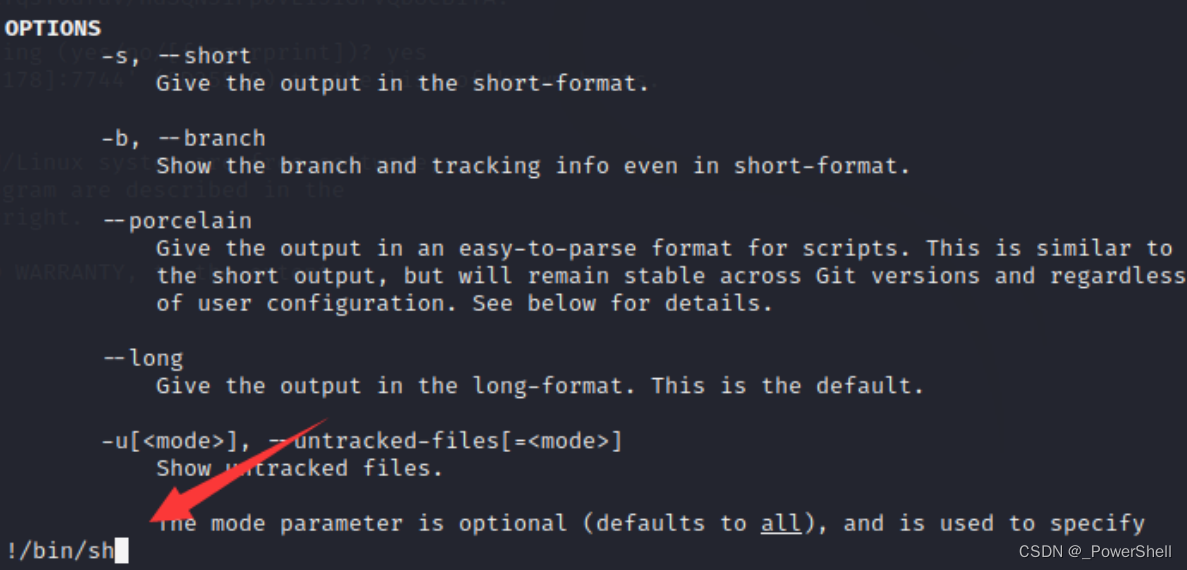 OPTIONS
-s, --short
Give the output in the short-format.
-b, --branch
Show the branch and tracking info even in short-format.
--porcelain
Give the output in an easy-to-parse format for scripts. This is similar to
the short output, but will remain stable across Git versions and regardless
of user configuration. See below for details.
--long
Give the output in the long-format. This is the default.
-u[<mode>], --untracked-files[=<mode>]
Show untracked files.
The mode parameter is optional (defaults to all), and is used to specify
!/bin/sh
CSDN @_PowerShell